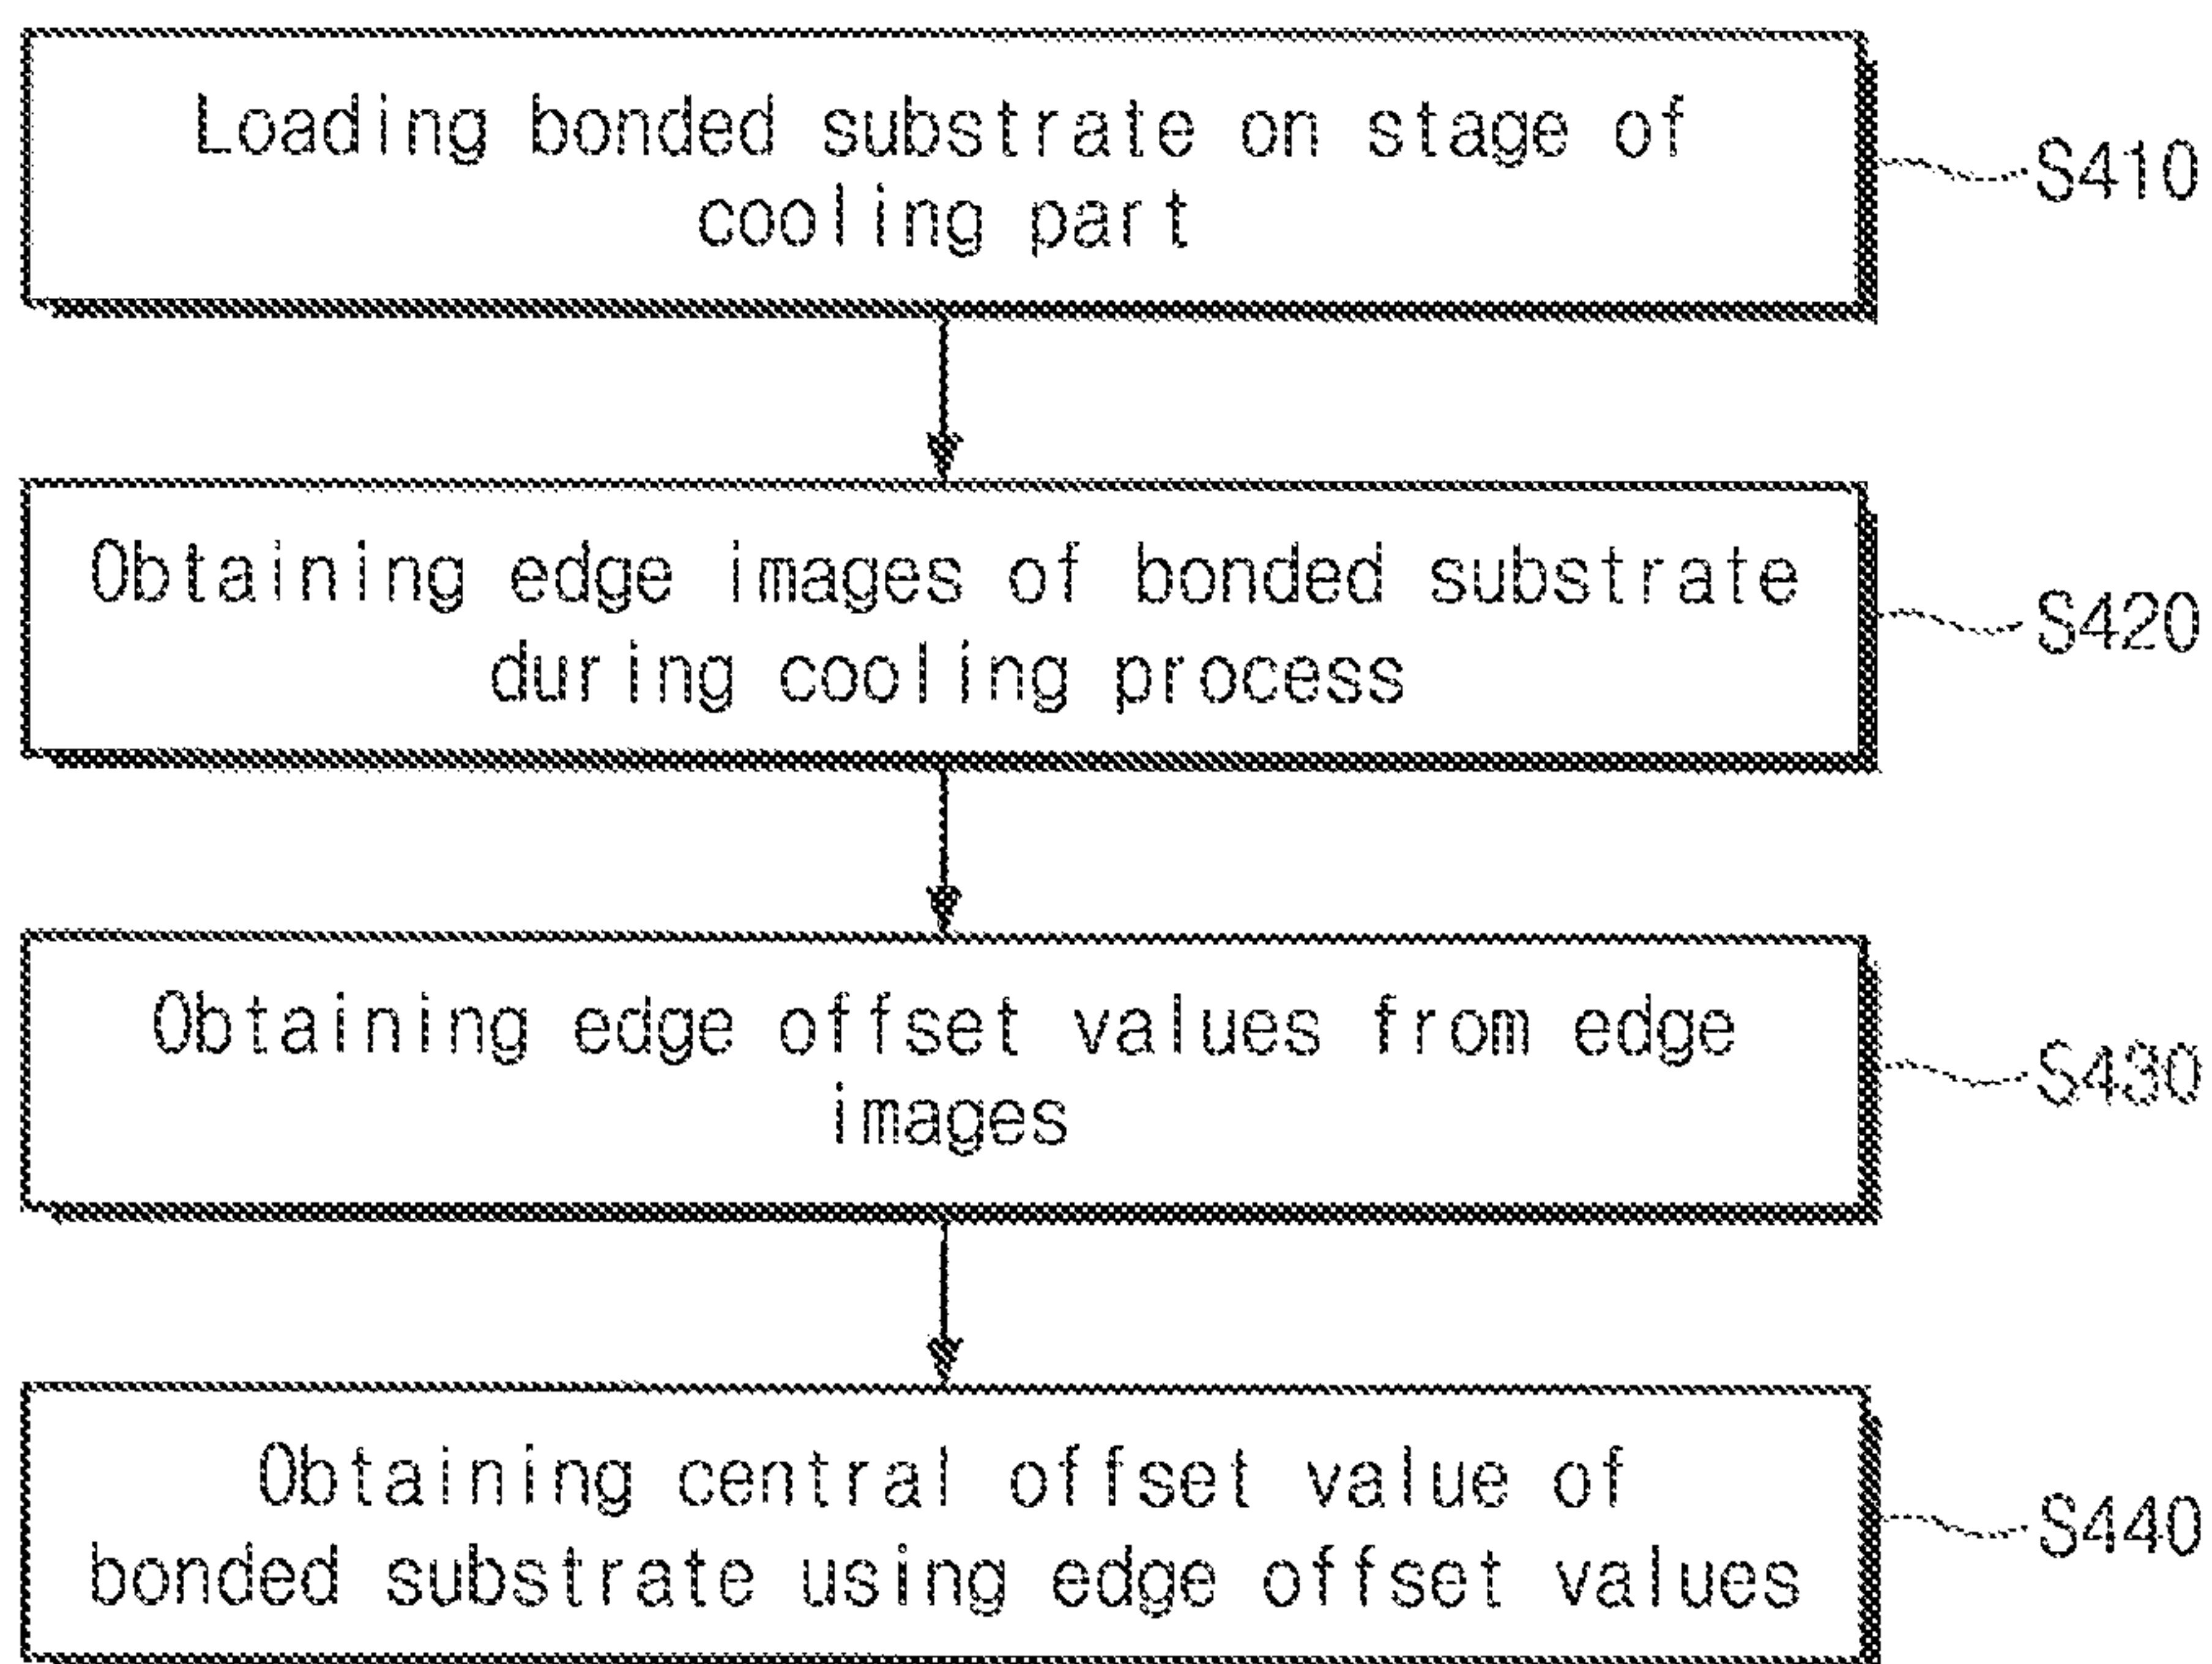 Loading bonded substrate on stage of
cooling part
S410
Obtaining edge images of bonded substrate
during cooling process
S420
Obtaining edge offset values from edge
images
S430
Obtaining central offset value of
bonded substrate using edge offset values
S440